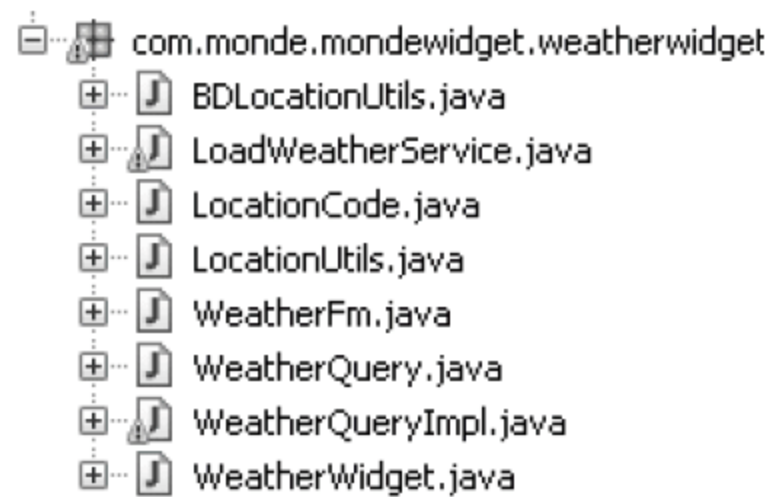 com.monde.mondewidget.weatherwidget
BDLocationUtils.java
LoadWeatherService.java
LocationCode.java
LocationUtils.java
WeatherFm.java
WeatherQuery.java
WeatherQueryImpl.java
WeatherWidget.java